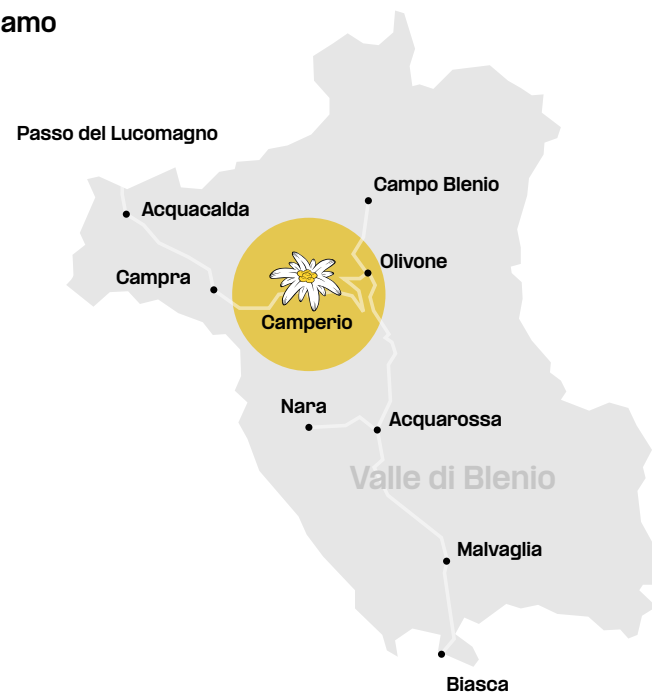 amo
Passo del Lucomagno
Campo Blenio
Acquacalda
Olivone
Campra
Camperio
Nara
Acquarossa
Valle di Blenio
Malvaglia
Biasca